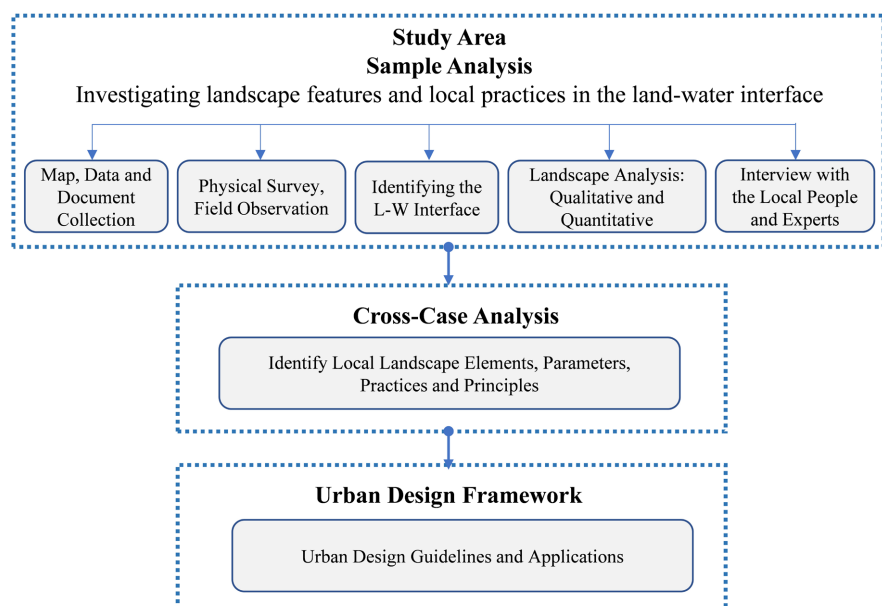 Study Area
Sample Analysis
Investigating landscape features and local practices in the land-water interface
Map, Data and
Document
Collection
Physical Survey,
Field Observation
Identifying the
L-W Interface
Landscape Analysis:
Qualitative and
Quantitative
Interview with
the Local People
and Experts
Cross-Case Analysis
Identify Local Landscape Elements, Parameters,
Practices and Principles
Urban Design Framework
Urban Design Guidelines and Applications